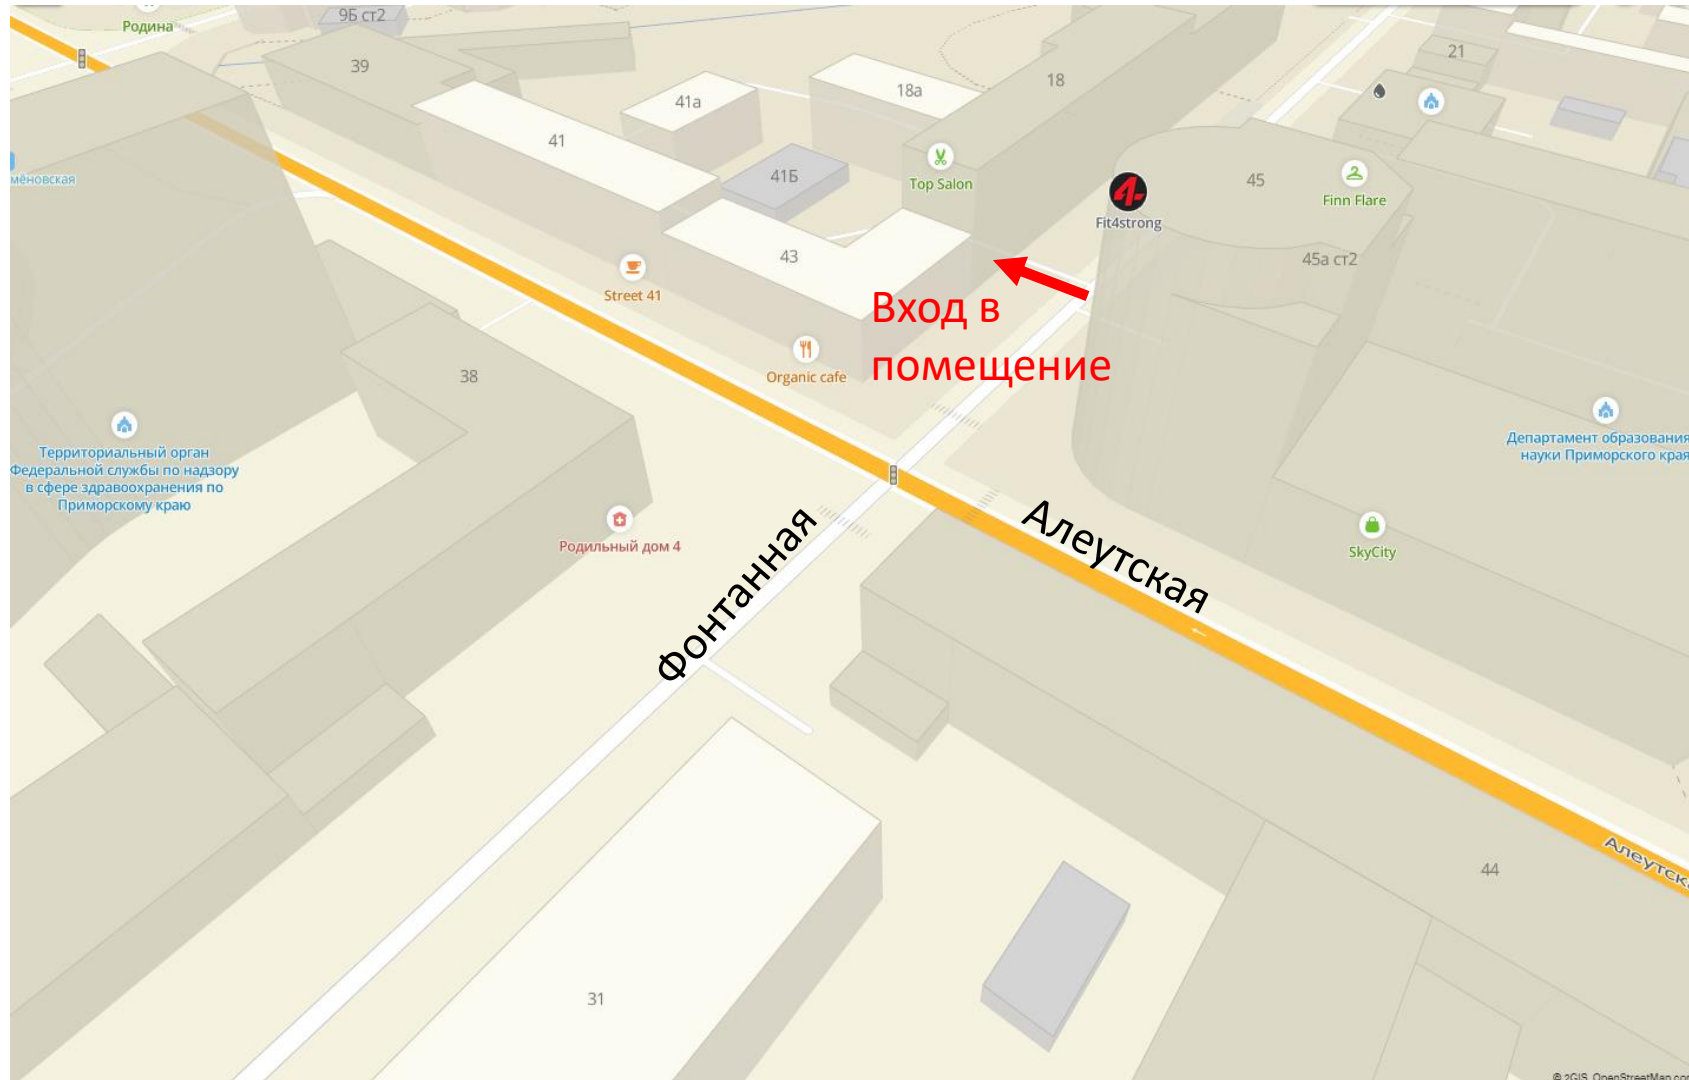 Родина
9Б ст2
39
41а
18а
18
21
41
41Б
Top Salon
45
Finn Flare
Fit4strong
43
45а ст2
Street 41
Вход в
помещение
Organic cafe
38
Территориальный орган
Федеральной службы по надзору
в сфере здравоохранения по
Приморскому краю
Департамент образования
науки Приморского края
Родильный дом 4
Фонтанная
Алеутская
SkyCity
44
31
© 2GIS, OpenStreetMap